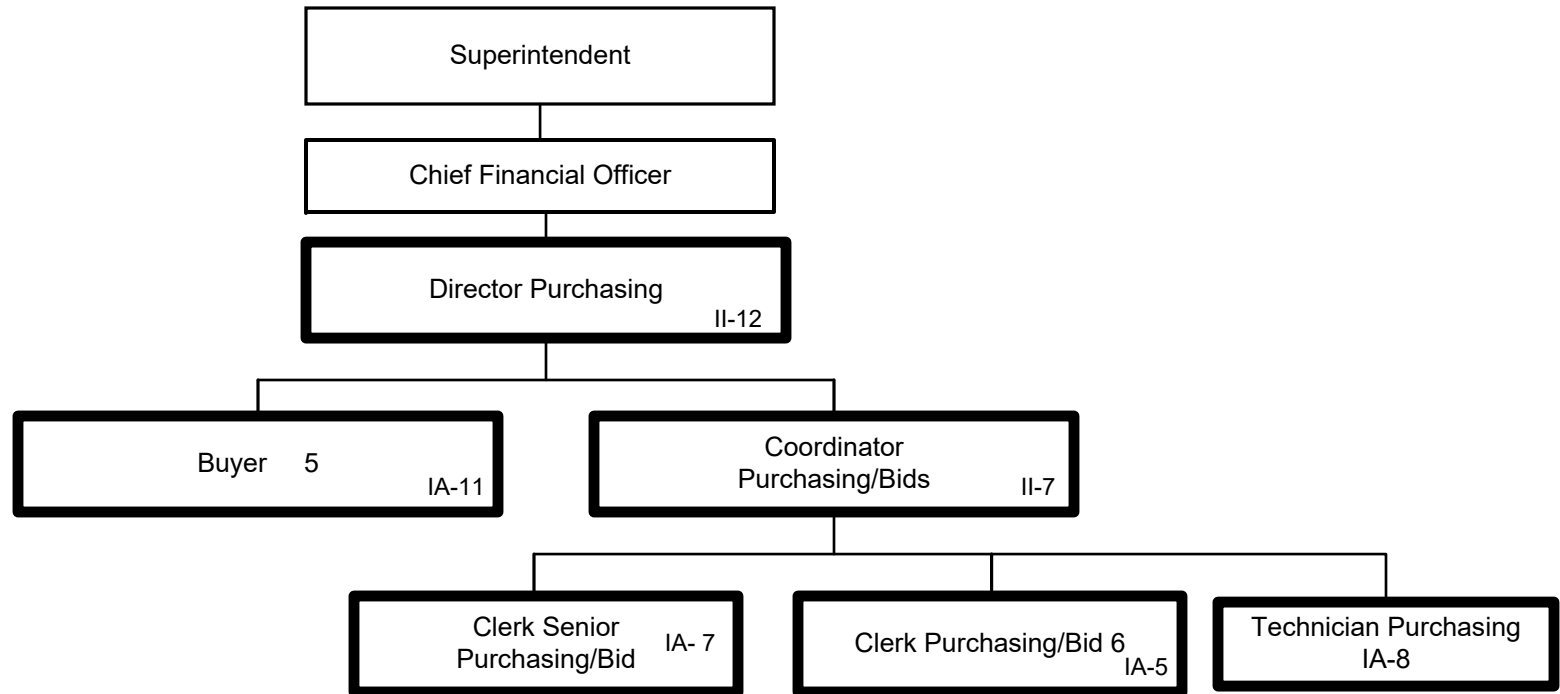 Superintendent
Chief Financial Officer
Director Purchasing
II-12
Buyer 5
IA-11
Coordinator
Purchasing/Bids
II-7
Clerk Senior
Purchasing/Bid
IA- 7
Clerk Purchasing/Bid 6
IA-5
Technician Purchasing
IA-8